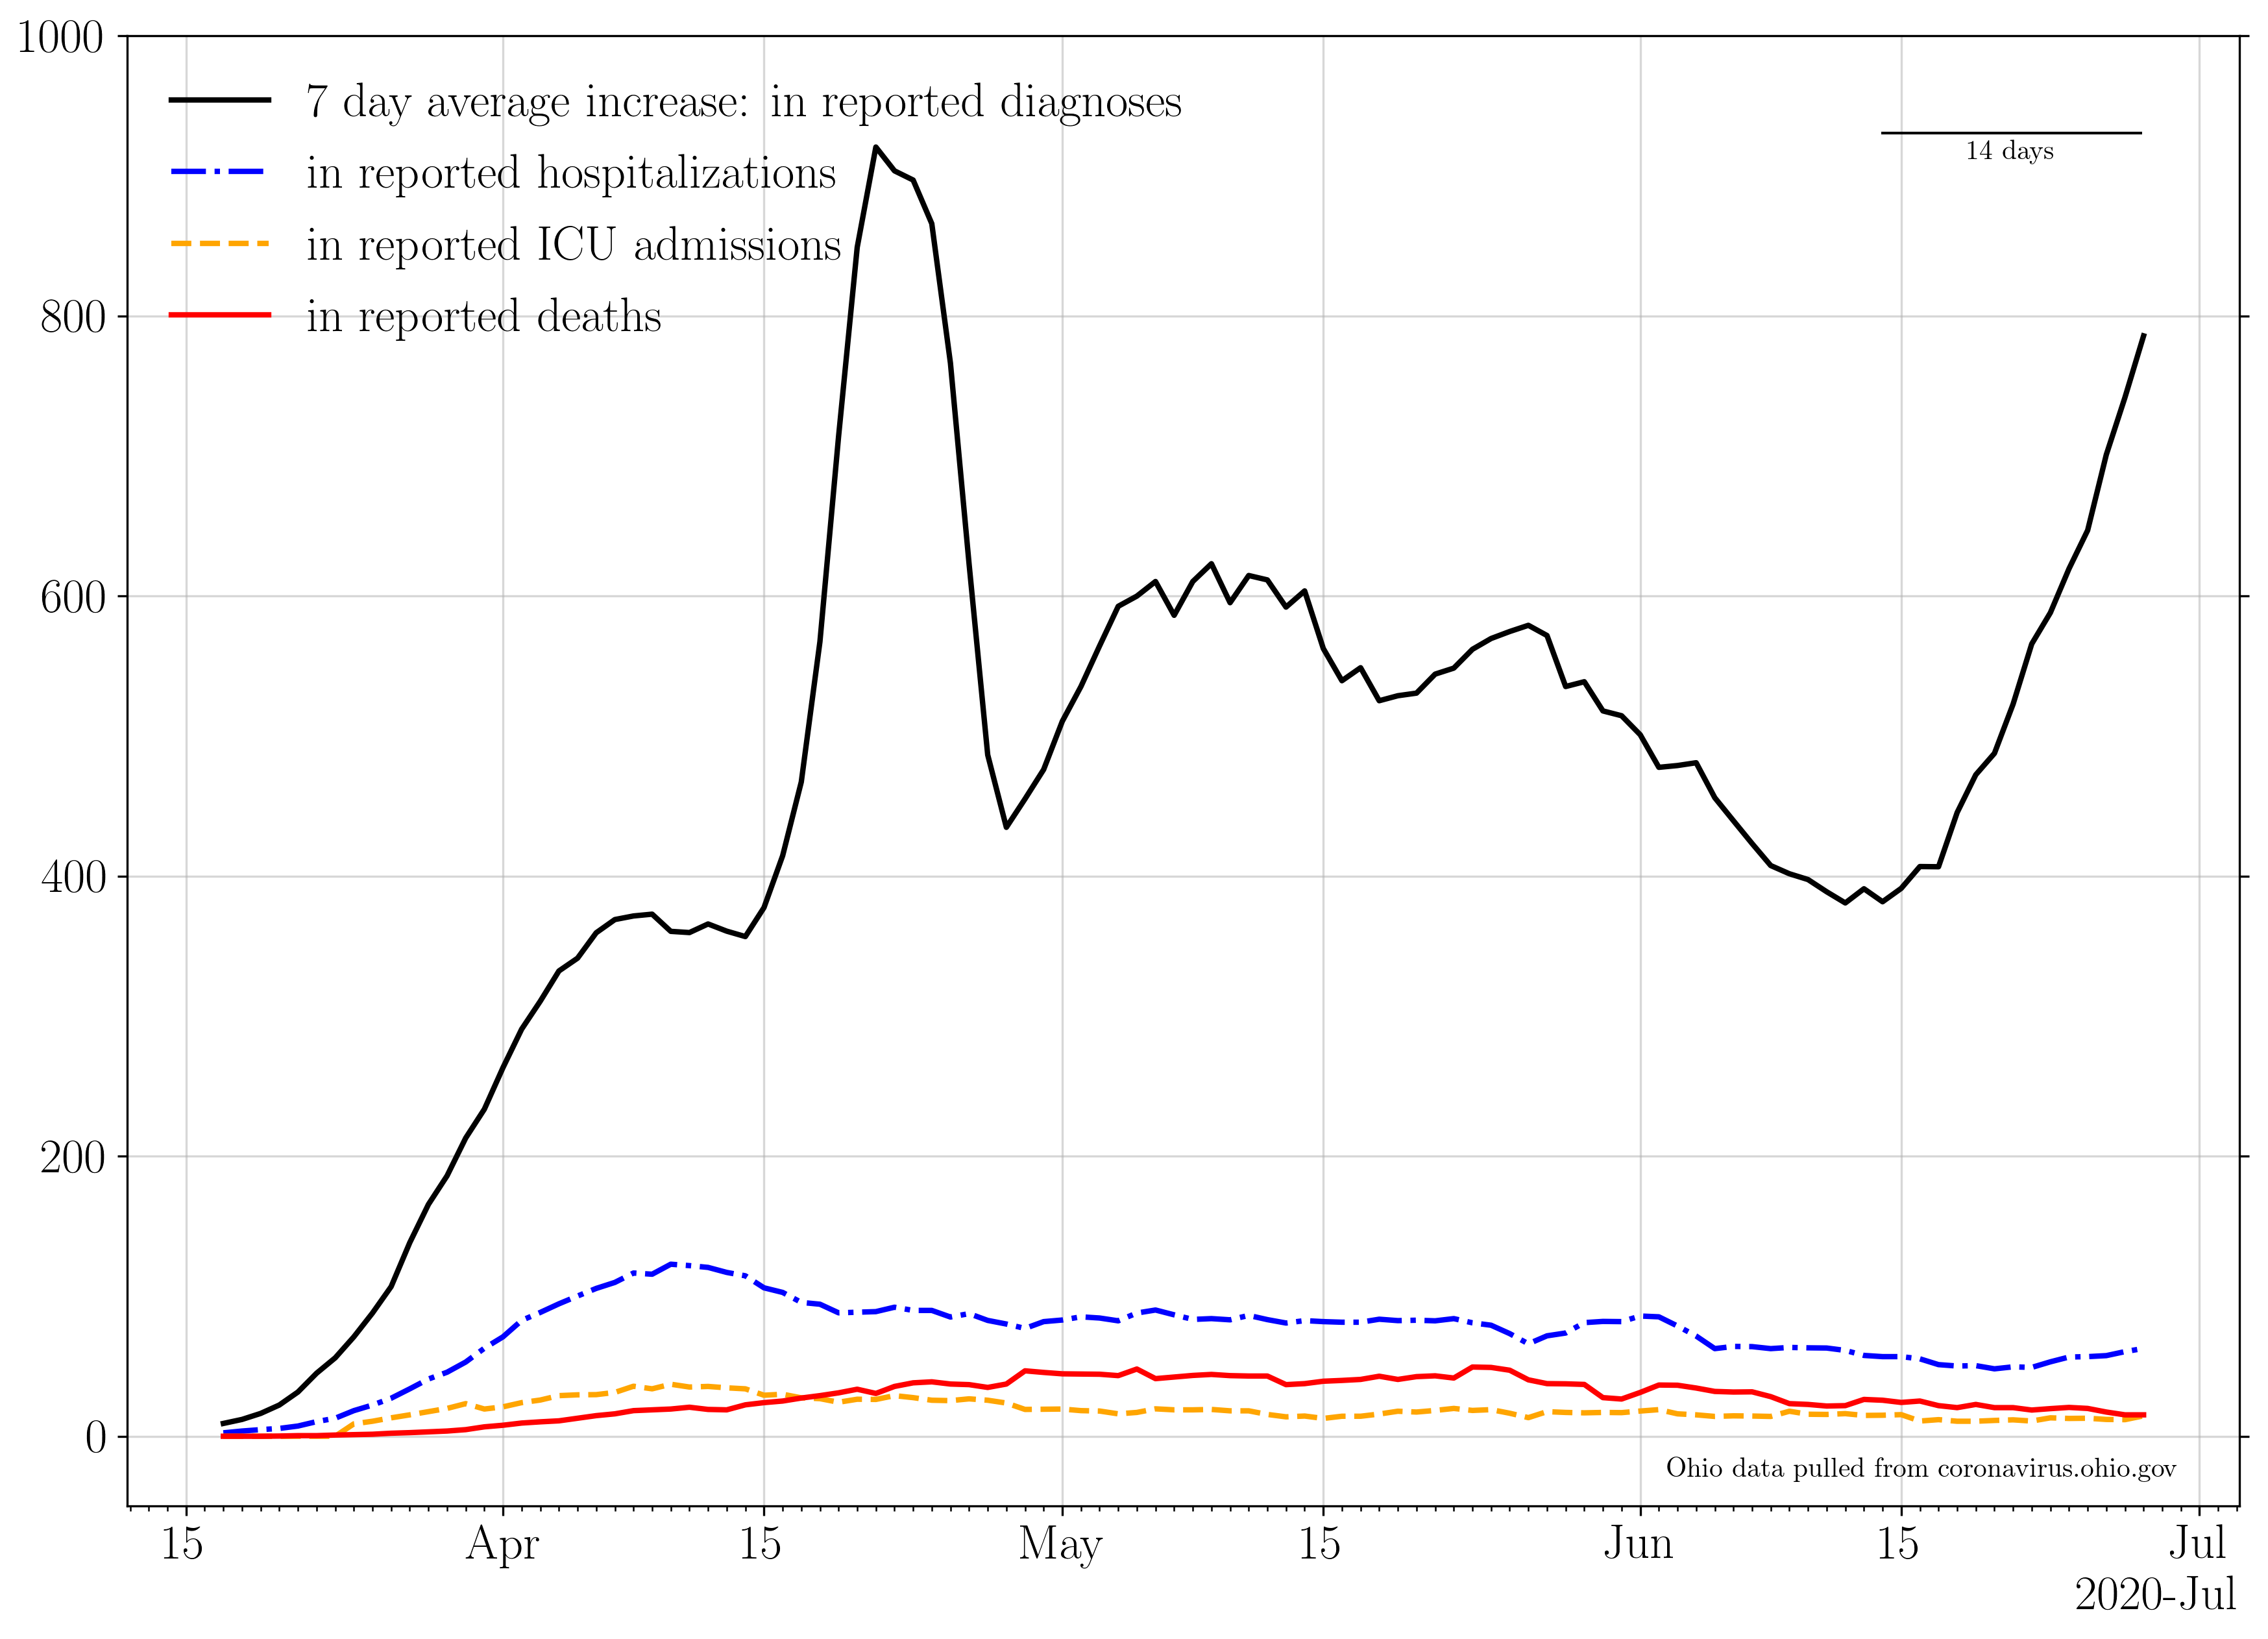 1000
800
600
400
200
0
7 day average increase: in reported diagnoses
in reported hospitalizations
in reported ICU admissions
in reported deaths
14 days
Ohio data pulled from coronavirus.ohio.gov
15 Apr 15 May 15 Jun 15 Jul
2020-Jul